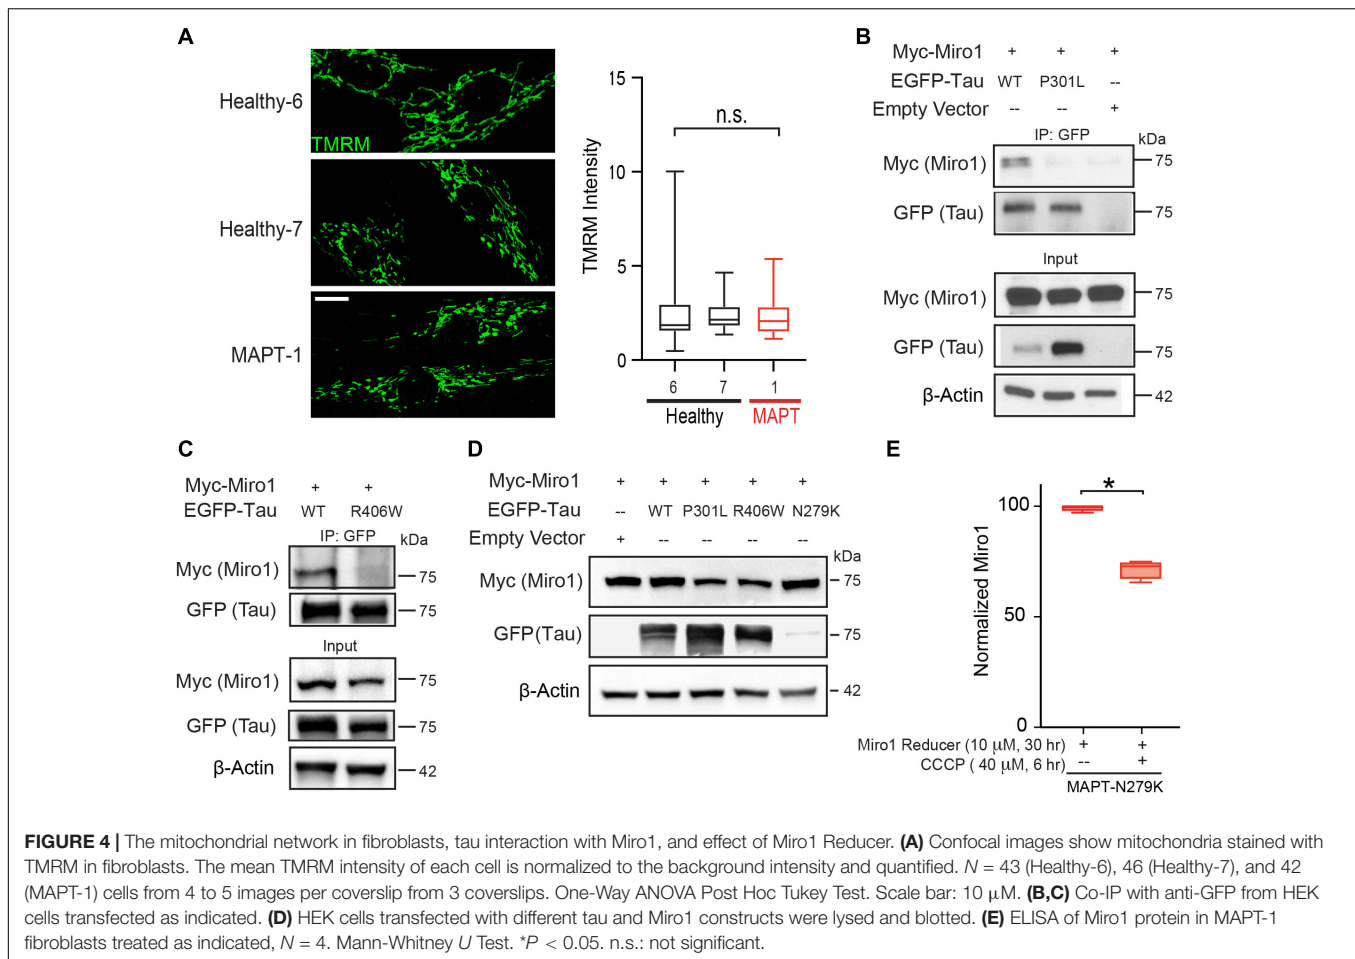 A
Healthy-6
TMRM
Healthy-7
MAPT-1
TMRM Intensity
15
10
5
0
n.s.
6 7 1
Healthy MAPT
B
Myc-Miro1 + + +
EGFP-Tau WT P301L --
Empty Vector -- -- +
IP: GFP
kDa
Myc (Miro1) 75
GFP (Tau) 75
Input
Myc (Miro1) 75
GFP (Tau) 75
β-Actin 42
C
Myc-Miro1 + +
EGFP-Tau WT R406W
IP: GFP kDa
Myc (Miro1) 75
GFP (Tau) 75
Input
Myc (Miro1) 75
GFP (Tau) 75
β-Actin 42
D
Myc-Miro1 + + + + +
EGFP-Tau -- WT P301L R406W N279K
Empty Vector + -- -- -- --
kDa
Myc (Miro1) 75
GFP(Tau) 75
β-Actin 42
E
Normalized Miro1
100
50
0
*
Miro1 Reducer (10 μM, 30 hr) + +
CCCP ( 40 μM, 6 hr) -- +
MAPT-N279K
FIGURE 4 | The mitochondrial network in fibroblasts, tau interaction with Miro1, and effect of Miro1 Reducer. (A) Confocal images show mitochondria stained with
TMRM in fibroblasts. The mean TMRM intensity of each cell is normalized to the background intensity and quantified. N = 43 (Healthy-6), 46 (Healthy-7), and 42
(MAPT-1) cells from 4 to 5 images per coverslip from 3 coverslips. One-Way ANOVA Post Hoc Tukey Test. Scale bar: 10 μM. (B,C) Co-IP with anti-GFP from HEK
cells transfected as indicated. (D) HEK cells transfected with different tau and Miro1 constructs were lysed and blotted. (E) ELISA of Miro1 protein in MAPT-1
fibroblasts treated as indicated, N = 4. Mann-Whitney U Test. *P < 0.05. n.s.: not significant.